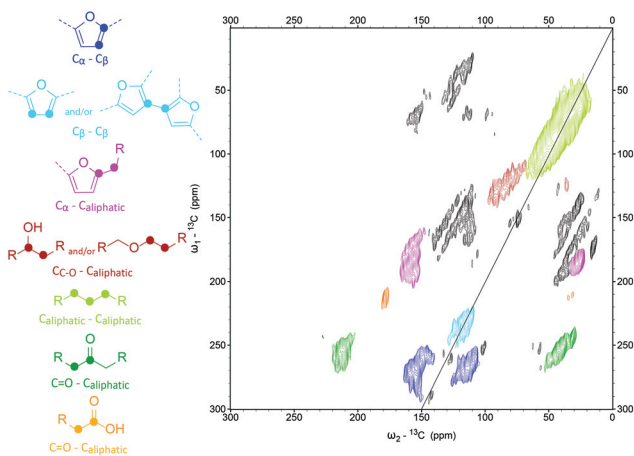 O
Cα - Cβ
O
and/or
O
O
Cβ - Cβ
R
O
Cα - Caliphatic
OH
R
R
and/or
R
O
R
CC-O - Caliphatic
R
R
Caliphatic - Caliphatic
O
R
R
C=O - Caliphatic
O
R
OH
C=O - Caliphatic
300 250 200 150 100 50 0
0
0
50
50
100
100
150
150
200
200
250
250
300
300
300 250 200 150 100 50 0
ω1 - 13C (ppm)
ω2 - 13C (ppm)